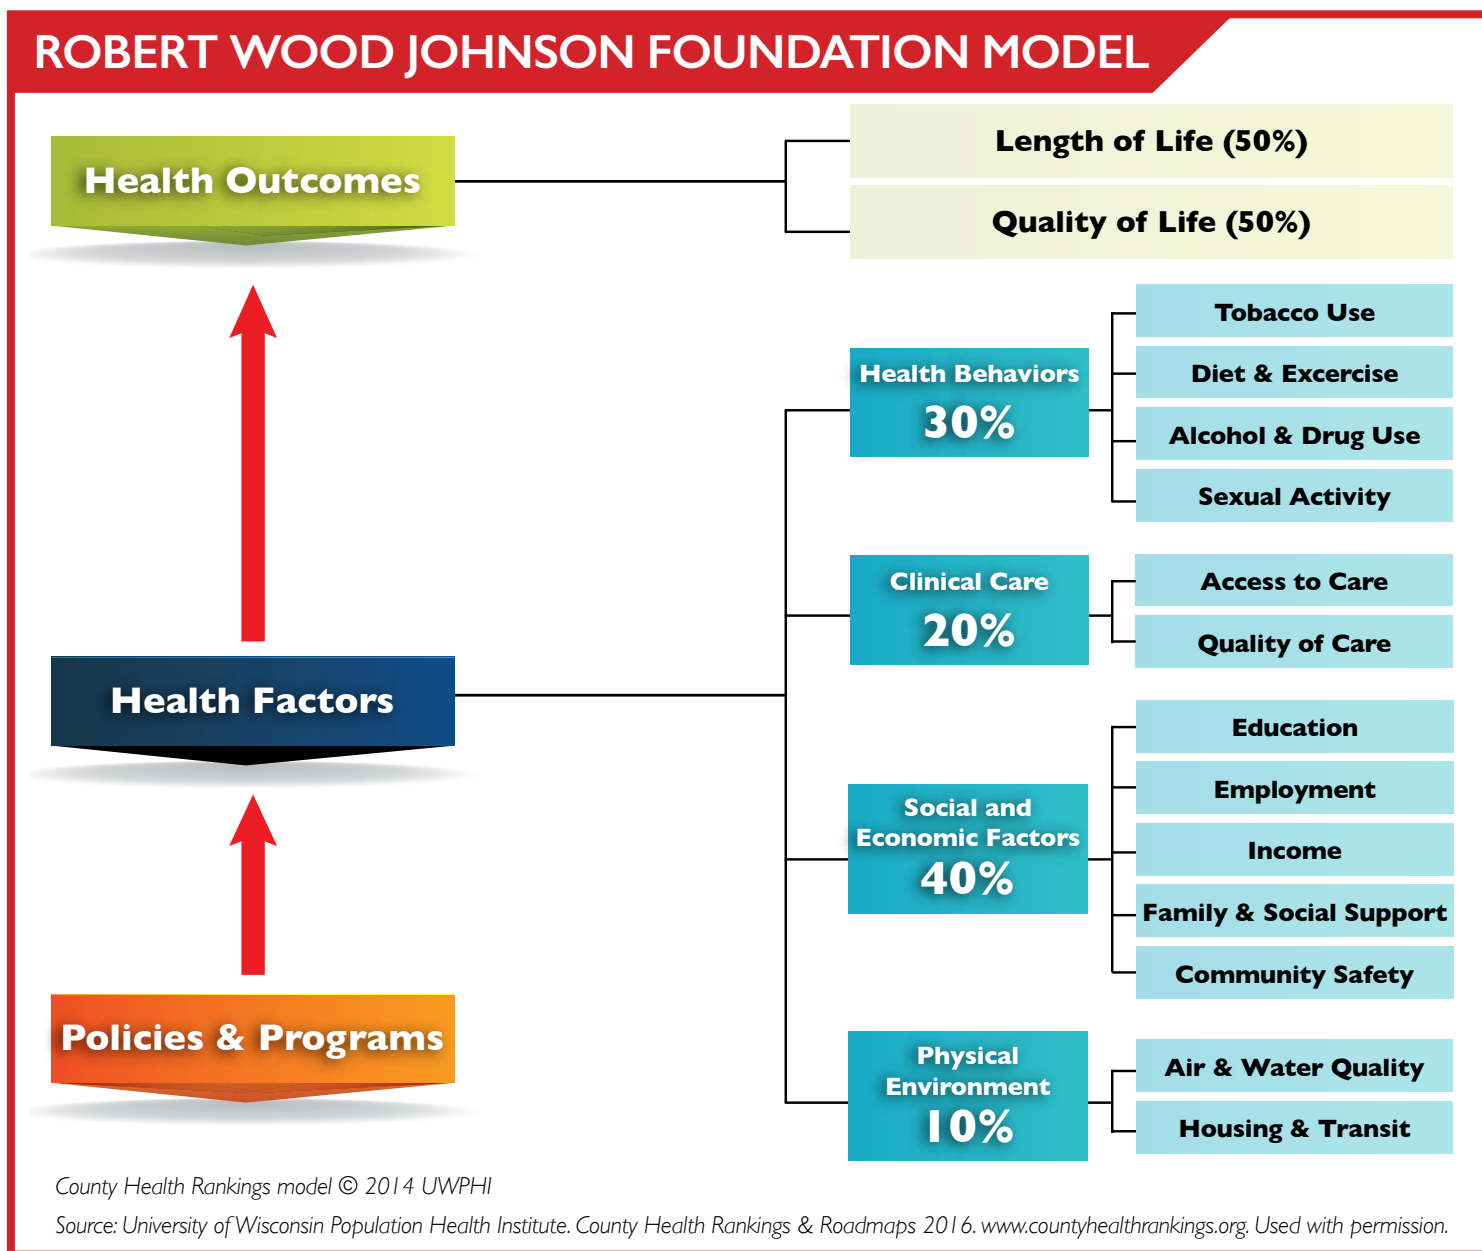 ROBERT WOOD JOHNSON FOUNDATION MODEL
Health Outcomes
Length of Life (50%)
Quality of Life (50%)
Health Factors
Health Behaviors
30%
Tobacco Use
Diet & Excercise
Alcohol & Drug Use
Sexual Activity
Clinical Care
20%
Access to Care
Quality of Care
Social and
Economic Factors
40%
Education
Employment
Income
Family & Social Support
Community Safety
Physical
Environment
10%
Air & Water Quality
Housing & Transit
Policies & Programs
County Health Rankings model © 2014 UWPHI
Source: University of Wisconsin Population Health Institute. County Health Rankings & Roadmaps 2016. www.countyhealthrankings.org. Used with permission.